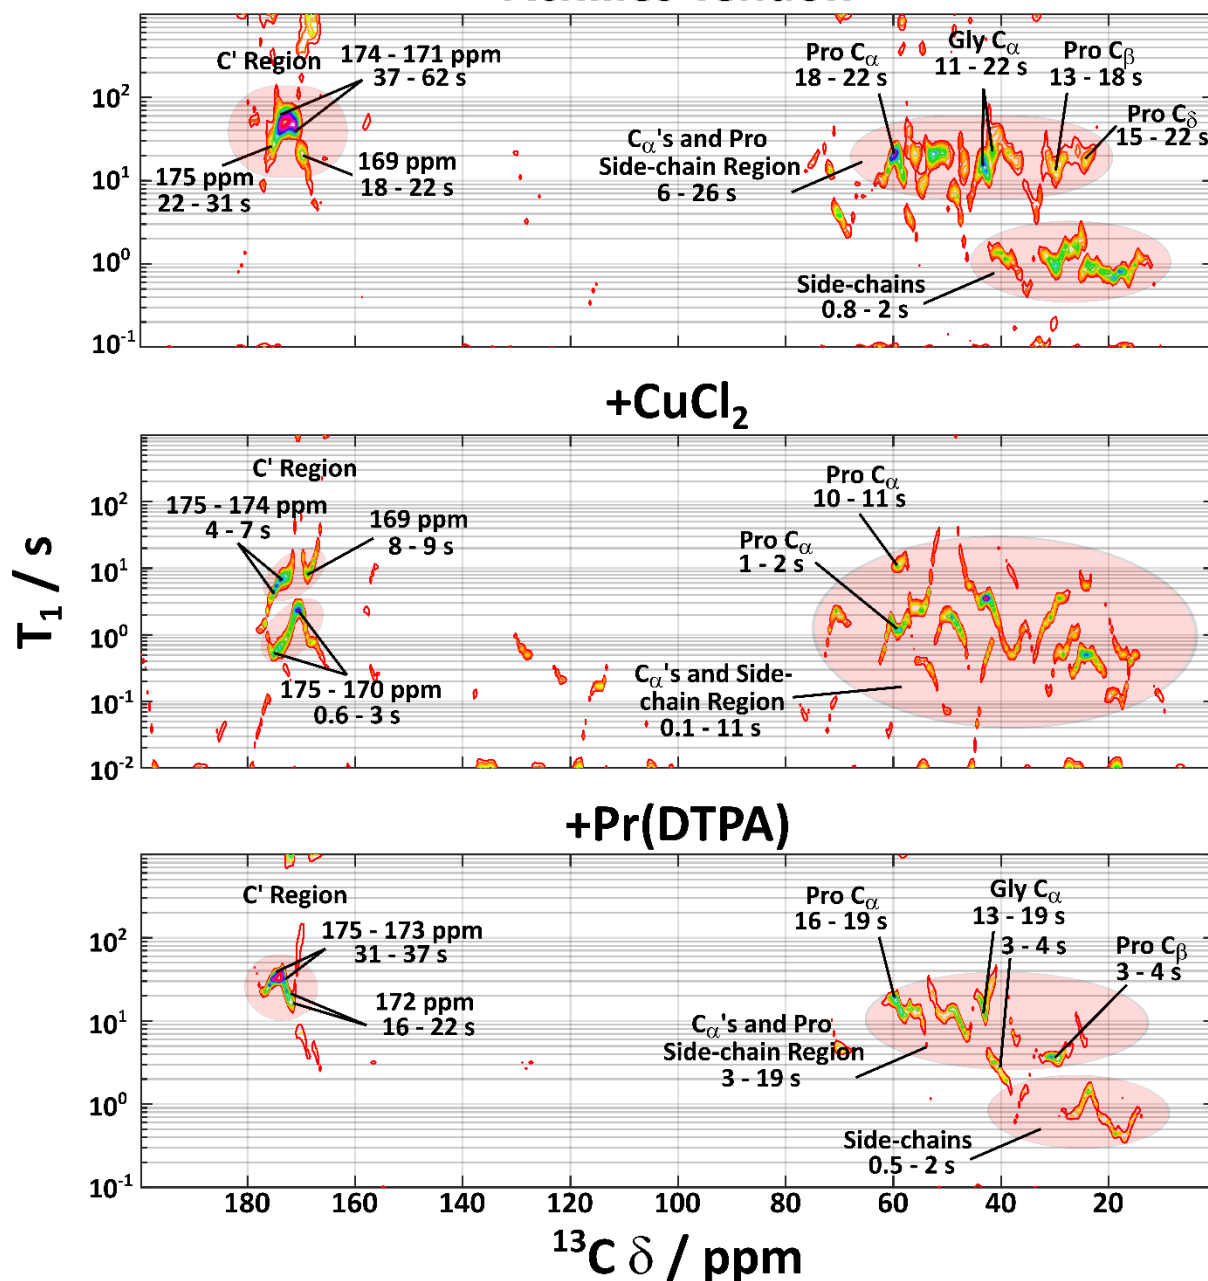 C' Region
174 - 171 ppm
37 - 62 s
175 ppm
22 - 31 s
169 ppm
18 - 22 s
Pro Cα
18 - 22 s
Gly Cα
11 - 22 s
Pro Cβ
13 - 18 s
Pro Cδ
15 - 22 s
Cα's and Pro
Side-chain Region
6 - 26 s
Side-chains
0.8 - 2 s
10²
10¹
10⁰
10⁻¹
+CuCl₂
C' Region
175 - 174 ppm
4 - 7 s
169 ppm
8 - 9 s
175 - 170 ppm
0.6 - 3 s
Pro Cα
10 - 11 s
Pro Cα
1 - 2 s
Cα's and Side-
chain Region
0.1 - 11 s
10²
10¹
10⁰
10⁻¹
10⁻²
T₁ / s
+Pr(DTPA)
C' Region
175 - 173 ppm
31 - 37 s
172 ppm
16 - 22 s
Pro Cα
16 - 19 s
Gly Cα
13 - 19 s
3 - 4 s
Pro Cβ
3 - 4 s
Cα's and Pro
Side-chain Region
3 - 19 s
Side-chains
0.5 - 2 s
10²
10¹
10⁰
10⁻¹
180 160 140 120 100 80 60 40 20
¹³C δ / ppm